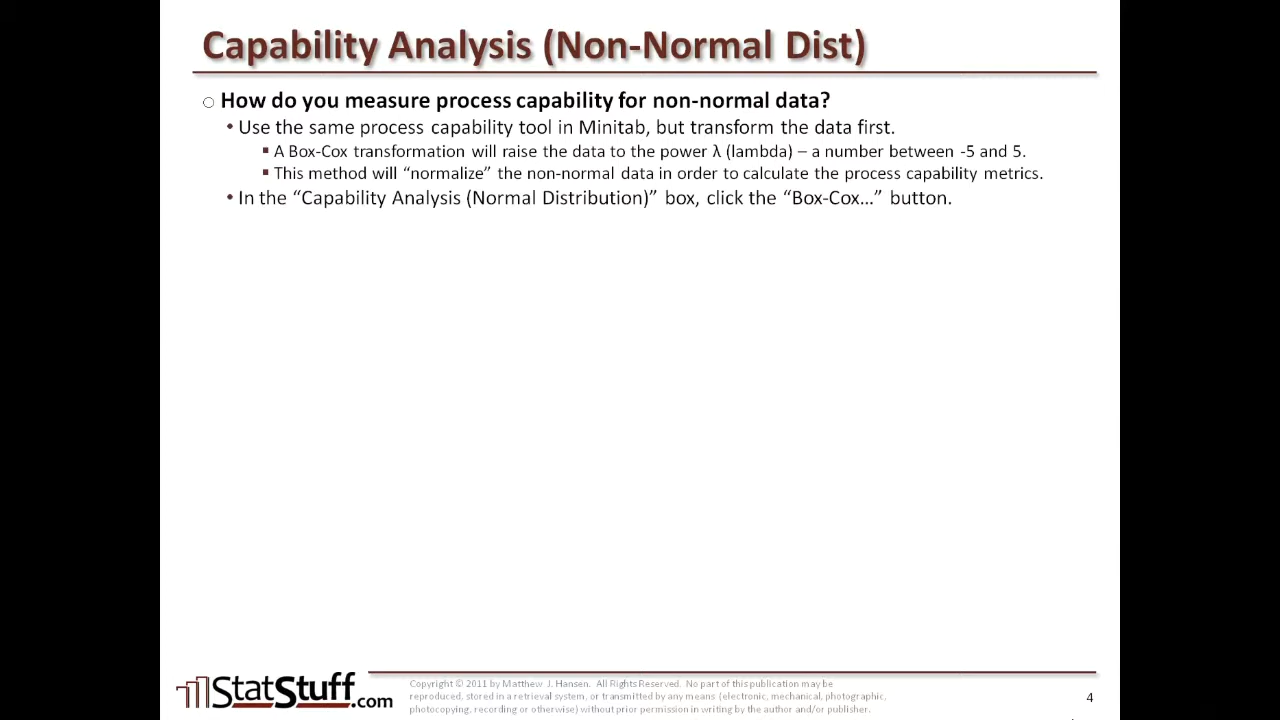 Capability Analysis (Non-Normal Dist)
How do you measure process capability for non-normal data?
Use the same process capability tool in Minitab, but transform the data first.
A Box-Cox transformation will raise the data to the power λ (lambda) – a number between -5 and 5.
This method will “normalize” the non-normal data in order to calculate the process capability metrics.
In the “Capability Analysis (Normal Distribution)” box, click the “Box-Cox…” button.
StatStuff.com
Copyright © 2011 by Matthew J. Hansen. All Rights Reserved. No part of this publication may be
reproduced, stored in a retrieval system, or transmitted by any means (electronic, mechanical, photographic,
photocopying, recording or otherwise) without prior permission in writing by the author and/or publisher.
4